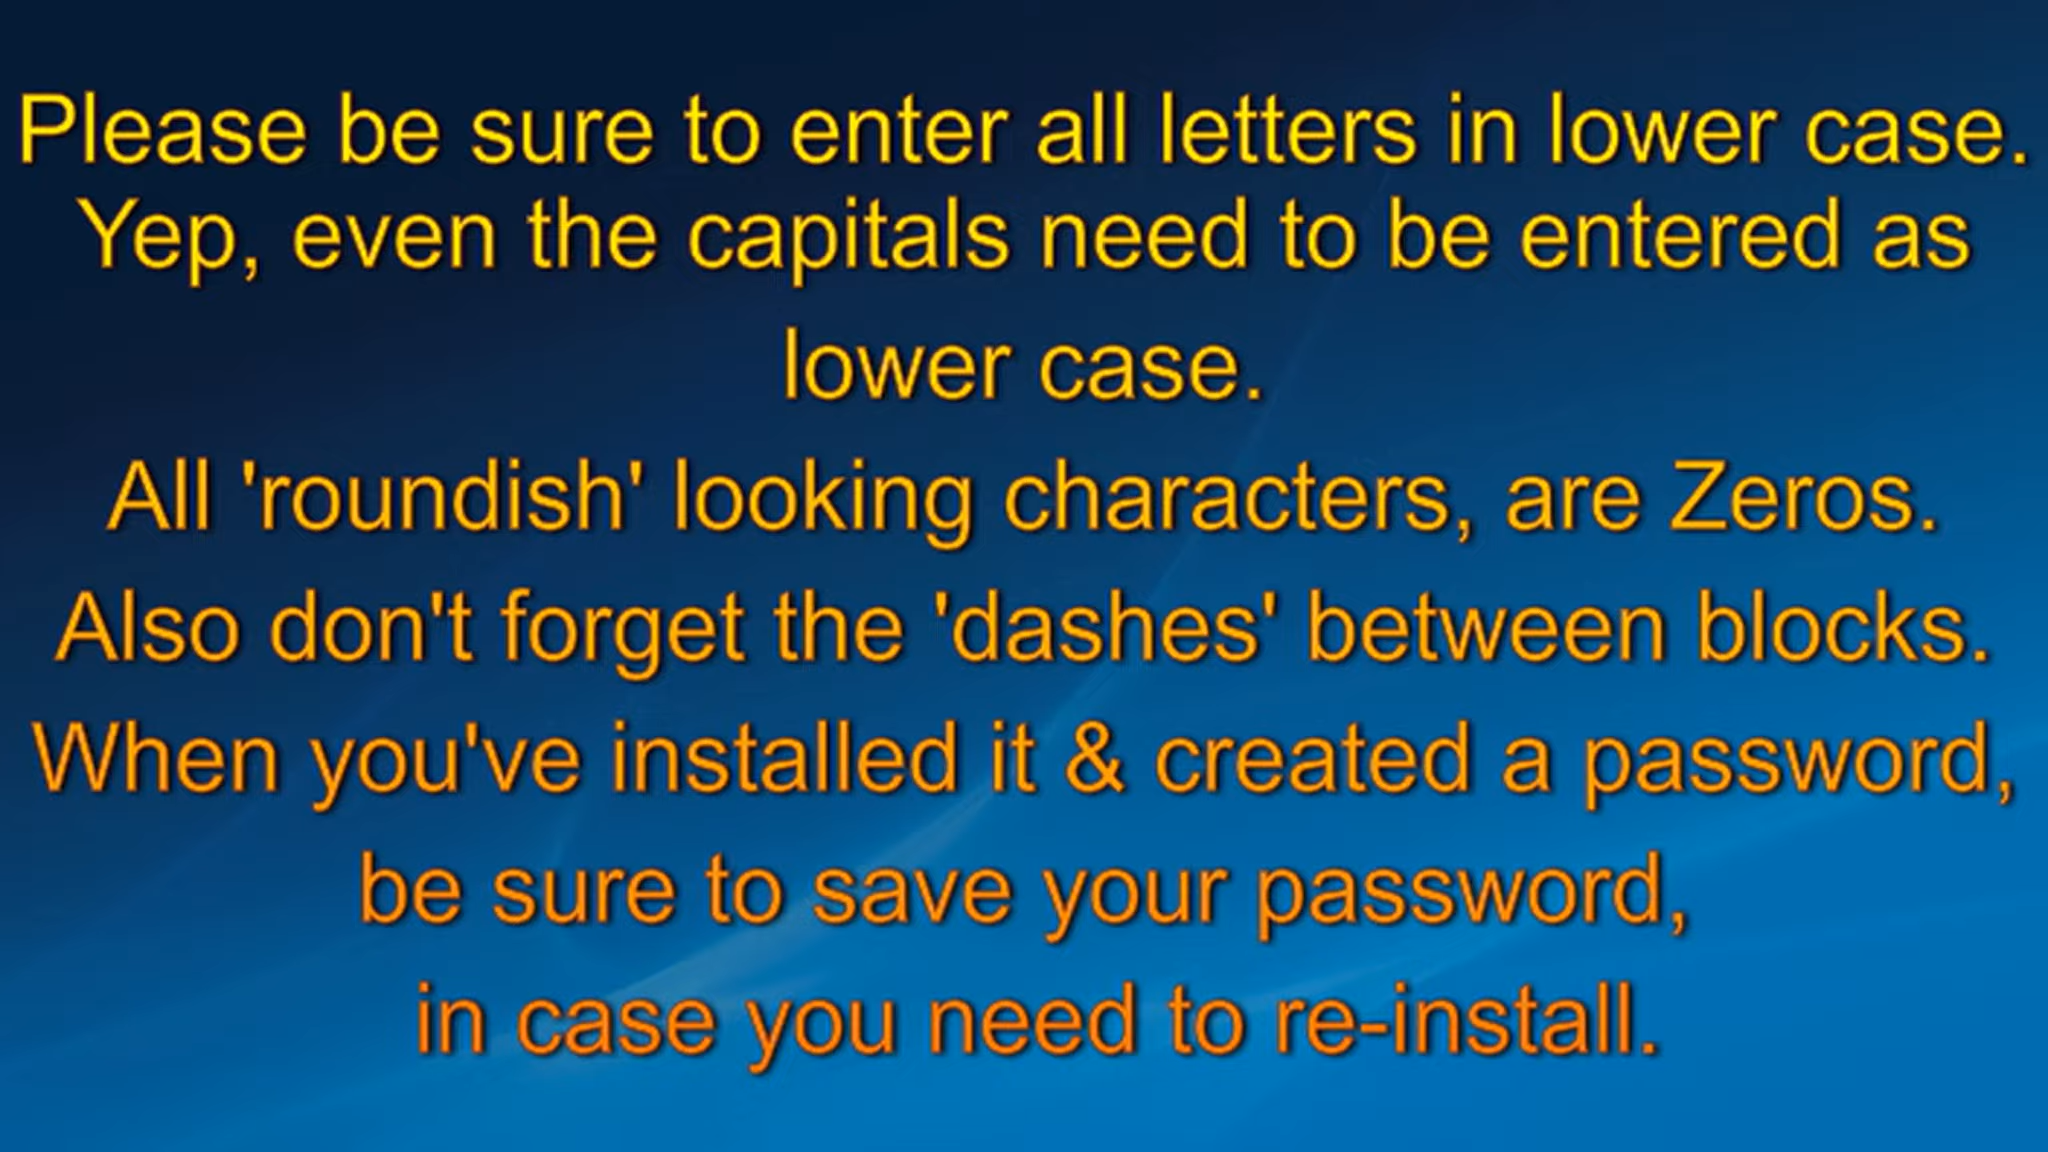 Please be sure to enter all letters in lower case.
Yep, even the capitals need to be entered as
lower case.
All 'roundish' looking characters, are Zeros.
Also don't forget the 'dashes' between blocks.
When you've installed it & created a password,
be sure to save your password,
in case you need to re-install.